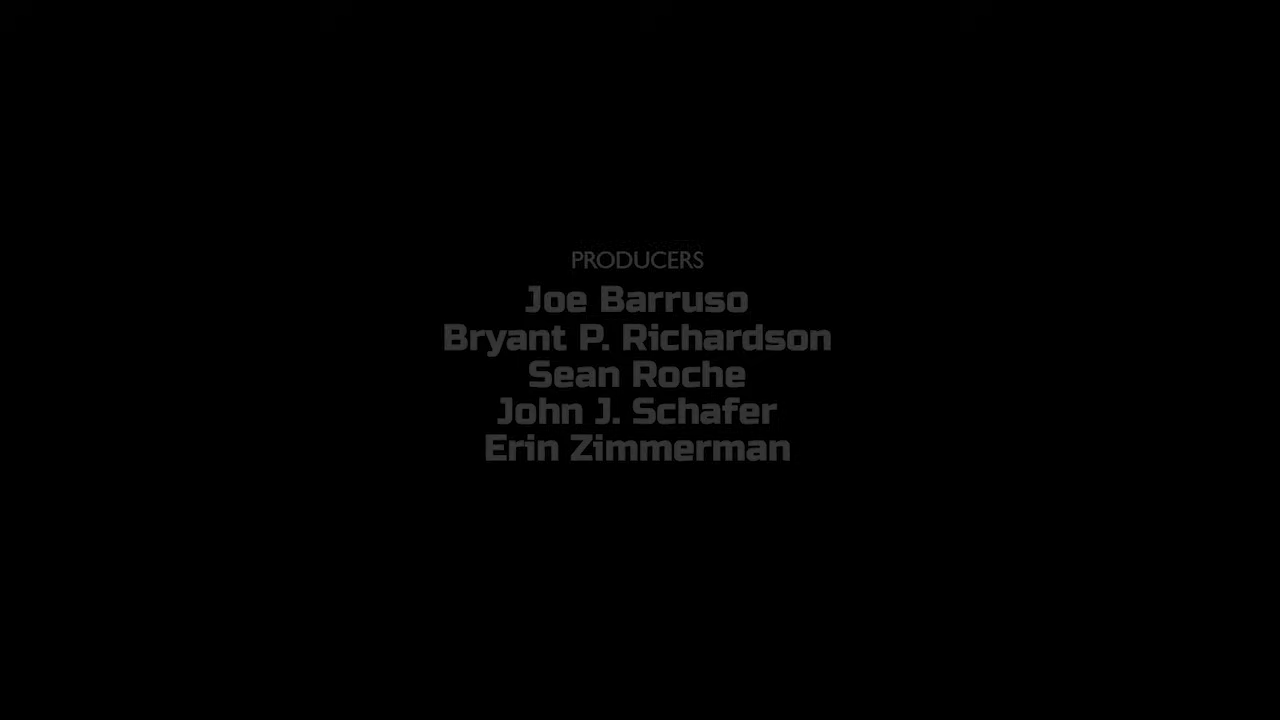 PRODUCERS
Joe Barruso
Bryant P. Richardson
Sean Roche
John J. Schafer
Erin Zimmerman